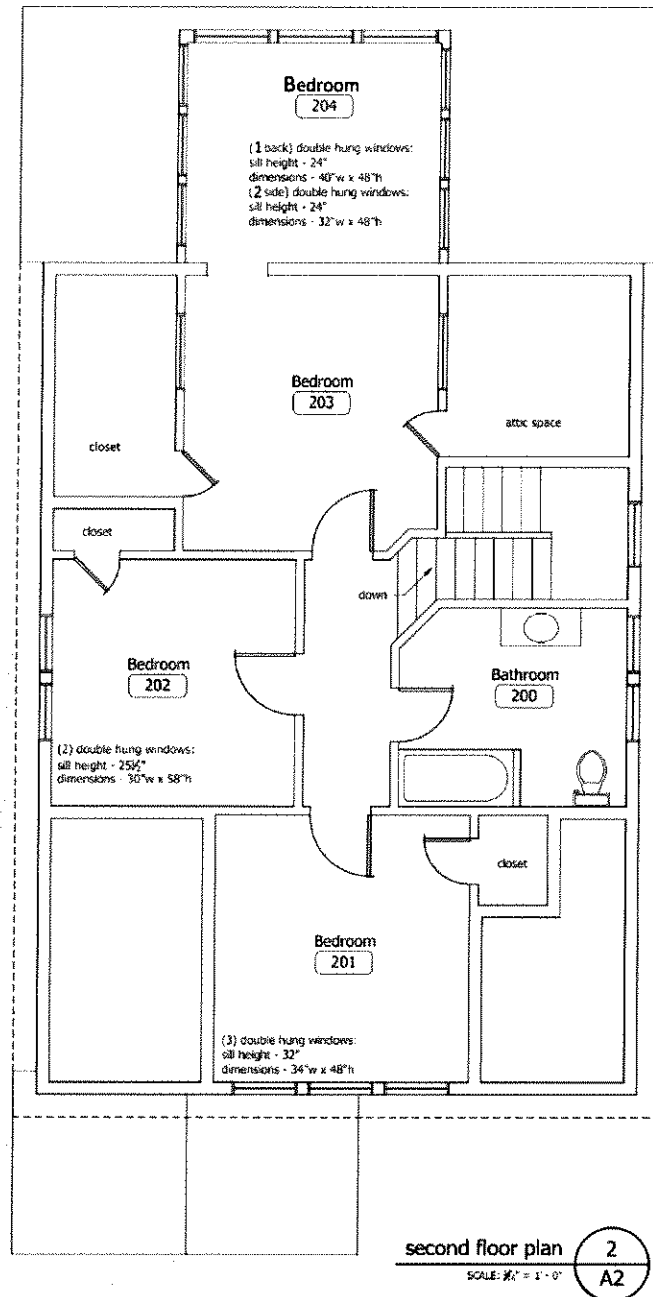 Bedroom
204
(1 back) double hung windows:
sill height - 24"
dimensions - 40"w x 48"h
(2 side) double hung windows:
sill height - 24"
dimensions - 32"w x 48"h
Bedroom
203
attic space
closet
closet
down
Bedroom
202
Bathroom
200
(2) double hung windows:
sill height - 25½"
dimensions - 30"w x 58"h
closet
Bedroom
201
(3) double hung windows:
sill height - 32"
dimensions - 34"w x 48"h
second floor plan
2
SCALE: = 1' - 0"
A2